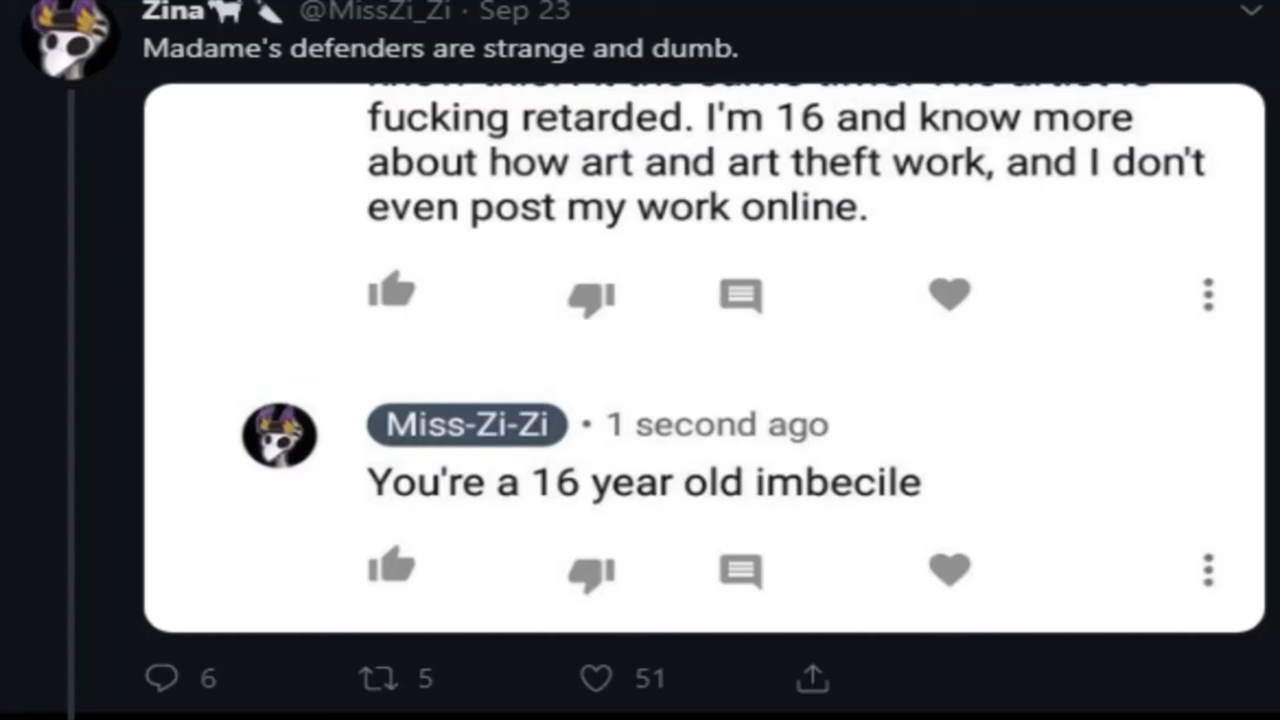 Zina @MissZi_Zi · Sep 23
Madame's defenders are strange and dumb.
fucking retarded. I'm 16 and know more
about how art and art theft work, and I don't
even post my work online.
Miss-Zi-Zi • 1 second ago
You're a 16 year old imbecile
6 5 51